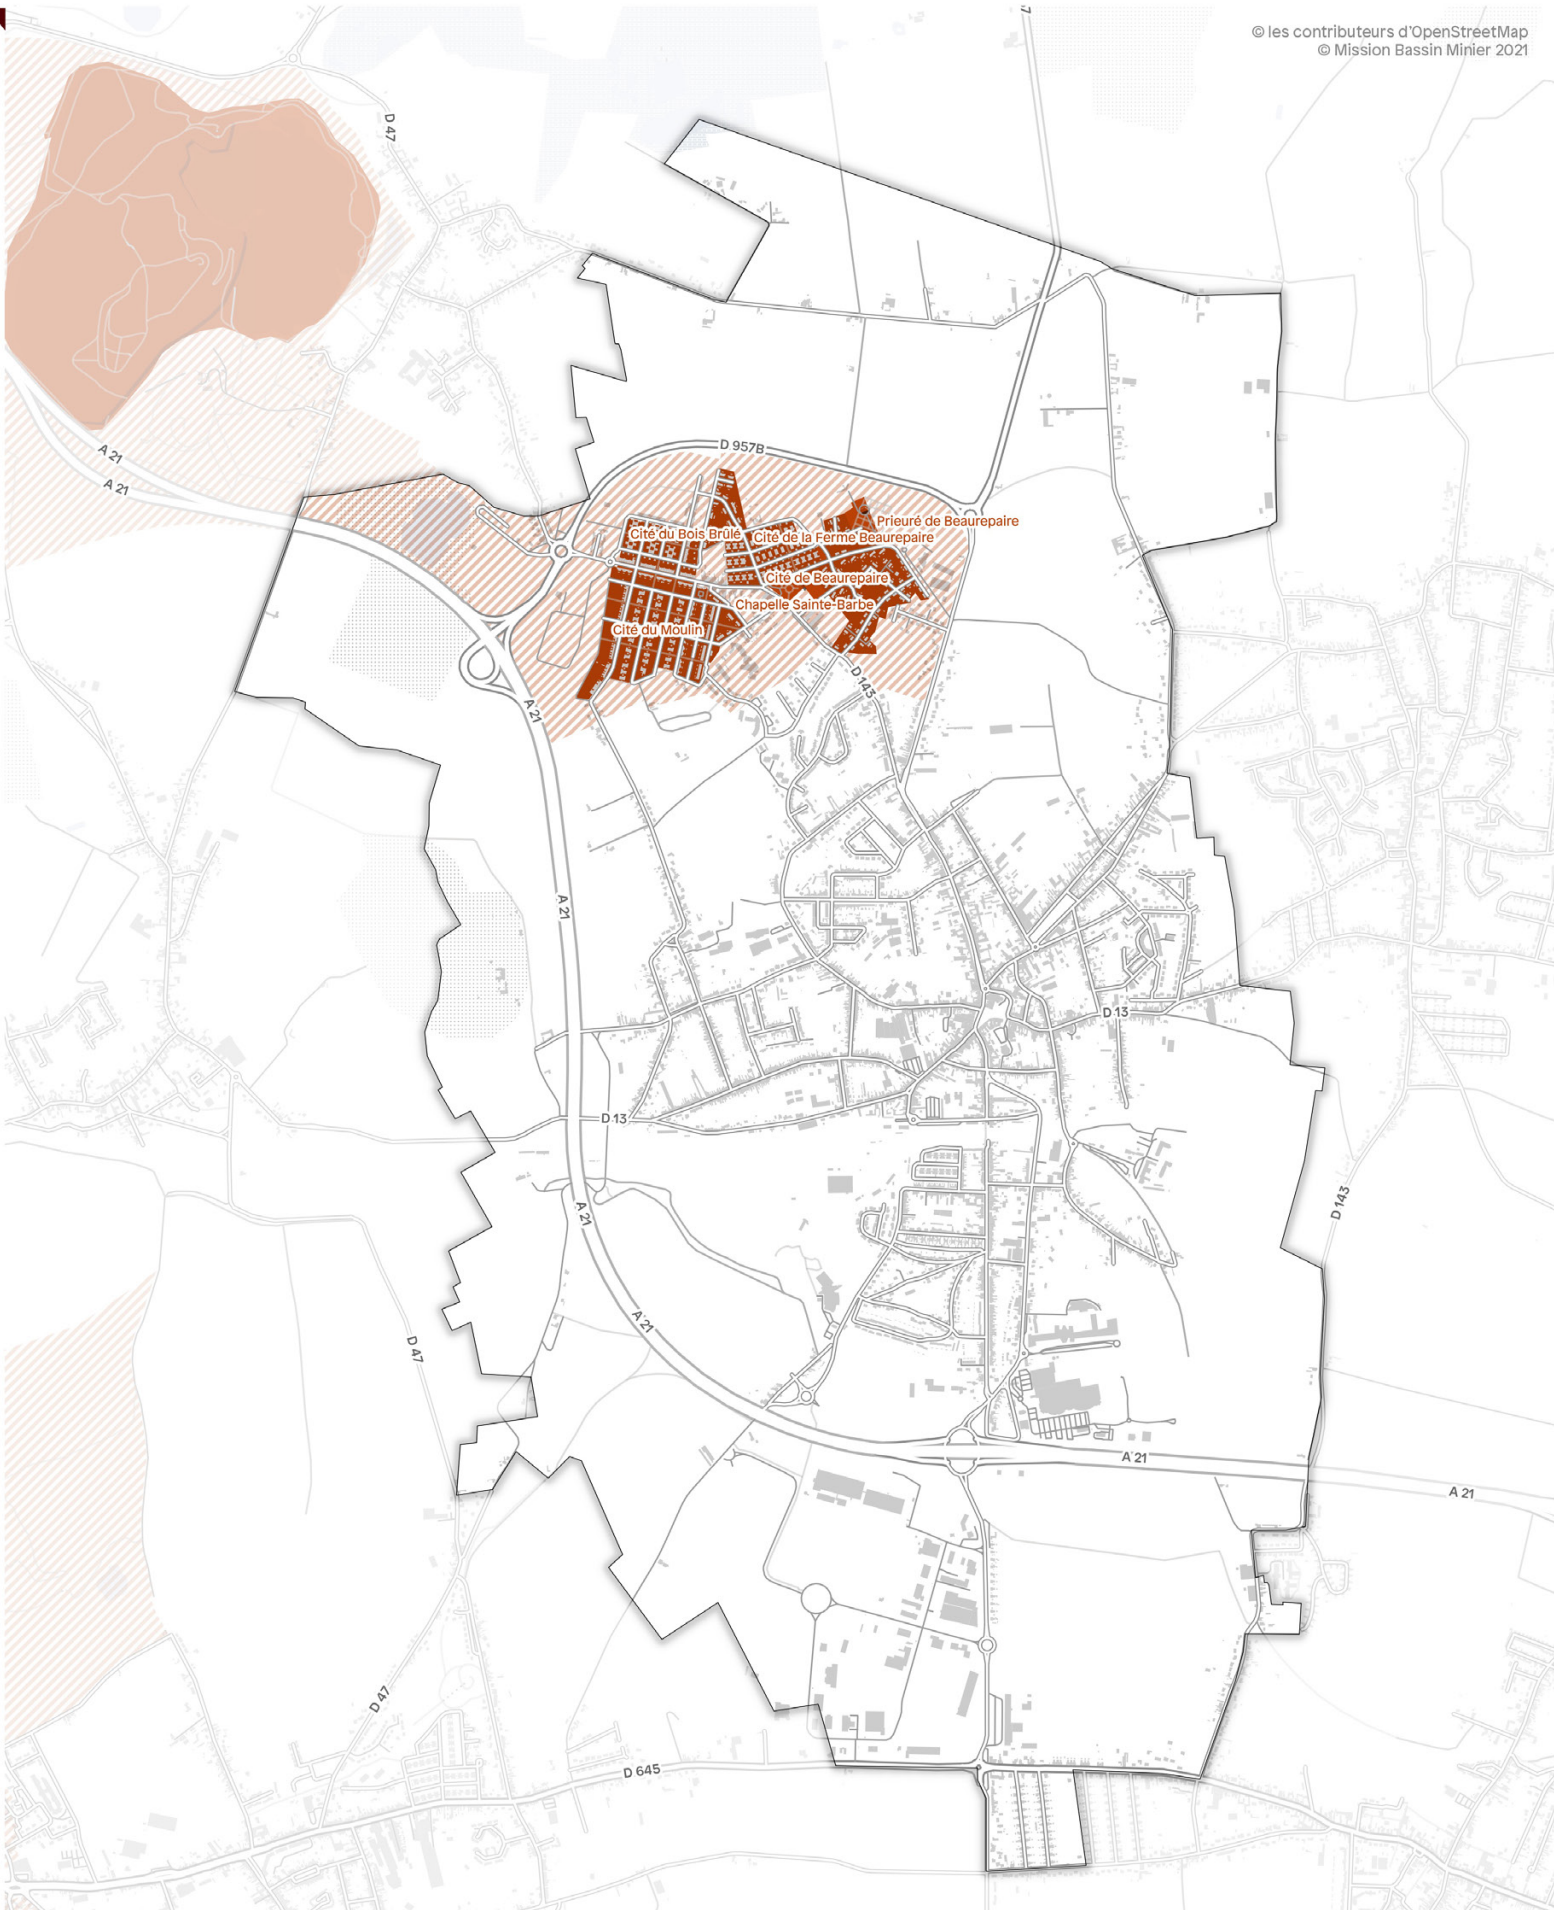 © les contributeurs d'OpenStreetMap
© Mission Bassin Minier 2021
D 47
A 21
A 21
D 957B
Prieuré de Beaurepaire
Cité du Bois Brûlé
Cité de la Ferme Beaurepaire
Cité de Beaurepaire
Chapelle Sainte-Barbe
Cité du Moulin
D 143
A 21
A 21
D 13
D 13
D 143
A 21
A 21
D 47
A 21
A 21
D 47
D 645